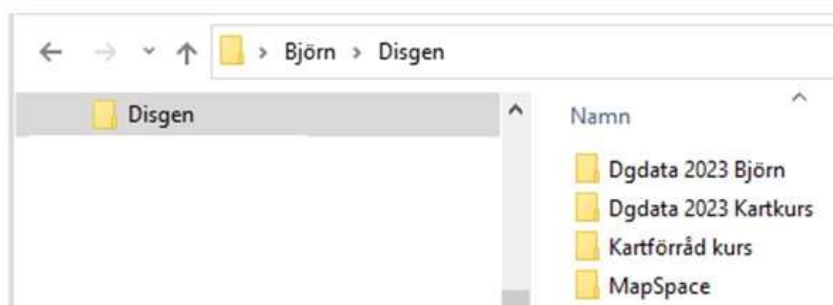 Björn > Disgen
Disgen
Namn
Dgdata 2023 Björn
Dgdata 2023 Kartkurs
Kartförråd kurs
MapSpace